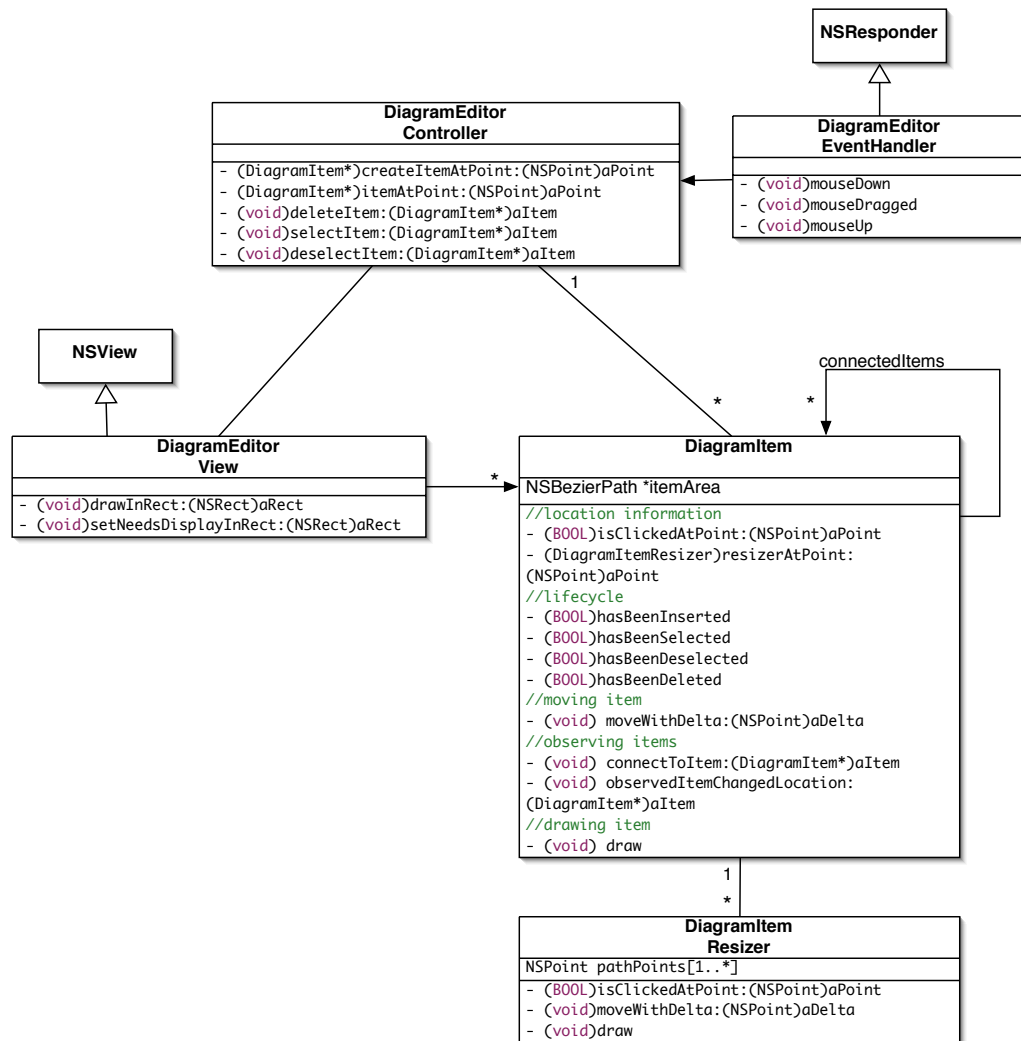 NSResponder
DiagramEditor
Controller
- (DiagramItem*)createItemAtPoint:(NSPoint)aPoint
- (DiagramItem*)itemAtPoint:(NSPoint)aPoint
- (void)deleteItem:(DiagramItem*)aItem
- (void)selectItem:(DiagramItem*)aItem
- (void)deselectItem:(DiagramItem*)aItem
DiagramEditor
EventHandler
- (void)mouseDown
- (void)mouseDragged
- (void)mouseUp
1
*
NSView
DiagramEditor
View
- (void)drawInRect:(NSRect)aRect
- (void)setNeedsDisplayInRect:(NSRect)aRect
*
connectedItems
*
DiagramItem
NSBezierPath *itemArea
//location information
- (BOOL)isClickedAtPoint:(NSPoint)aPoint
- (DiagramItemResizer)resizerAtPoint:
(NSPoint)aPoint
//lifecycle
- (BOOL)hasBeenInserted
- (BOOL)hasBeenSelected
- (BOOL)hasBeenDeselected
- (BOOL)hasBeenDeleted
//moving item
- (void) moveWithDelta:(NSPoint)aDelta
//observing items
- (void) connectToItem:(DiagramItem*)aItem
- (void) observedItemChangedLocation:
(DiagramItem*)aItem
//drawing item
- (void) draw
1
*
DiagramItem
Resizer
NSPoint pathPoints[1..*]
- (BOOL)isClickedAtPoint:(NSPoint)aPoint
- (void)moveWithDelta:(NSPoint)aDelta
- (void)draw